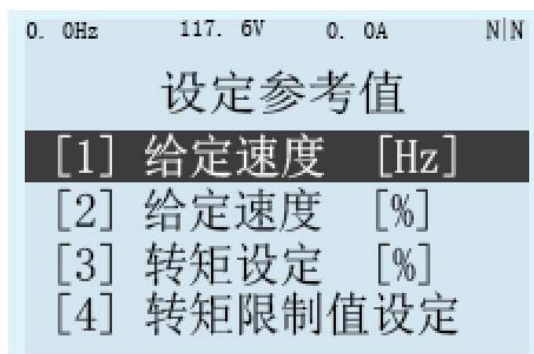 0. 0Hz 117. 6V 0. 0A N|N
设定参考值
[1] 给定速度 [Hz]
[2] 给定速度 [%]
[3] 转矩设定 [%]
[4] 转矩限制值设定